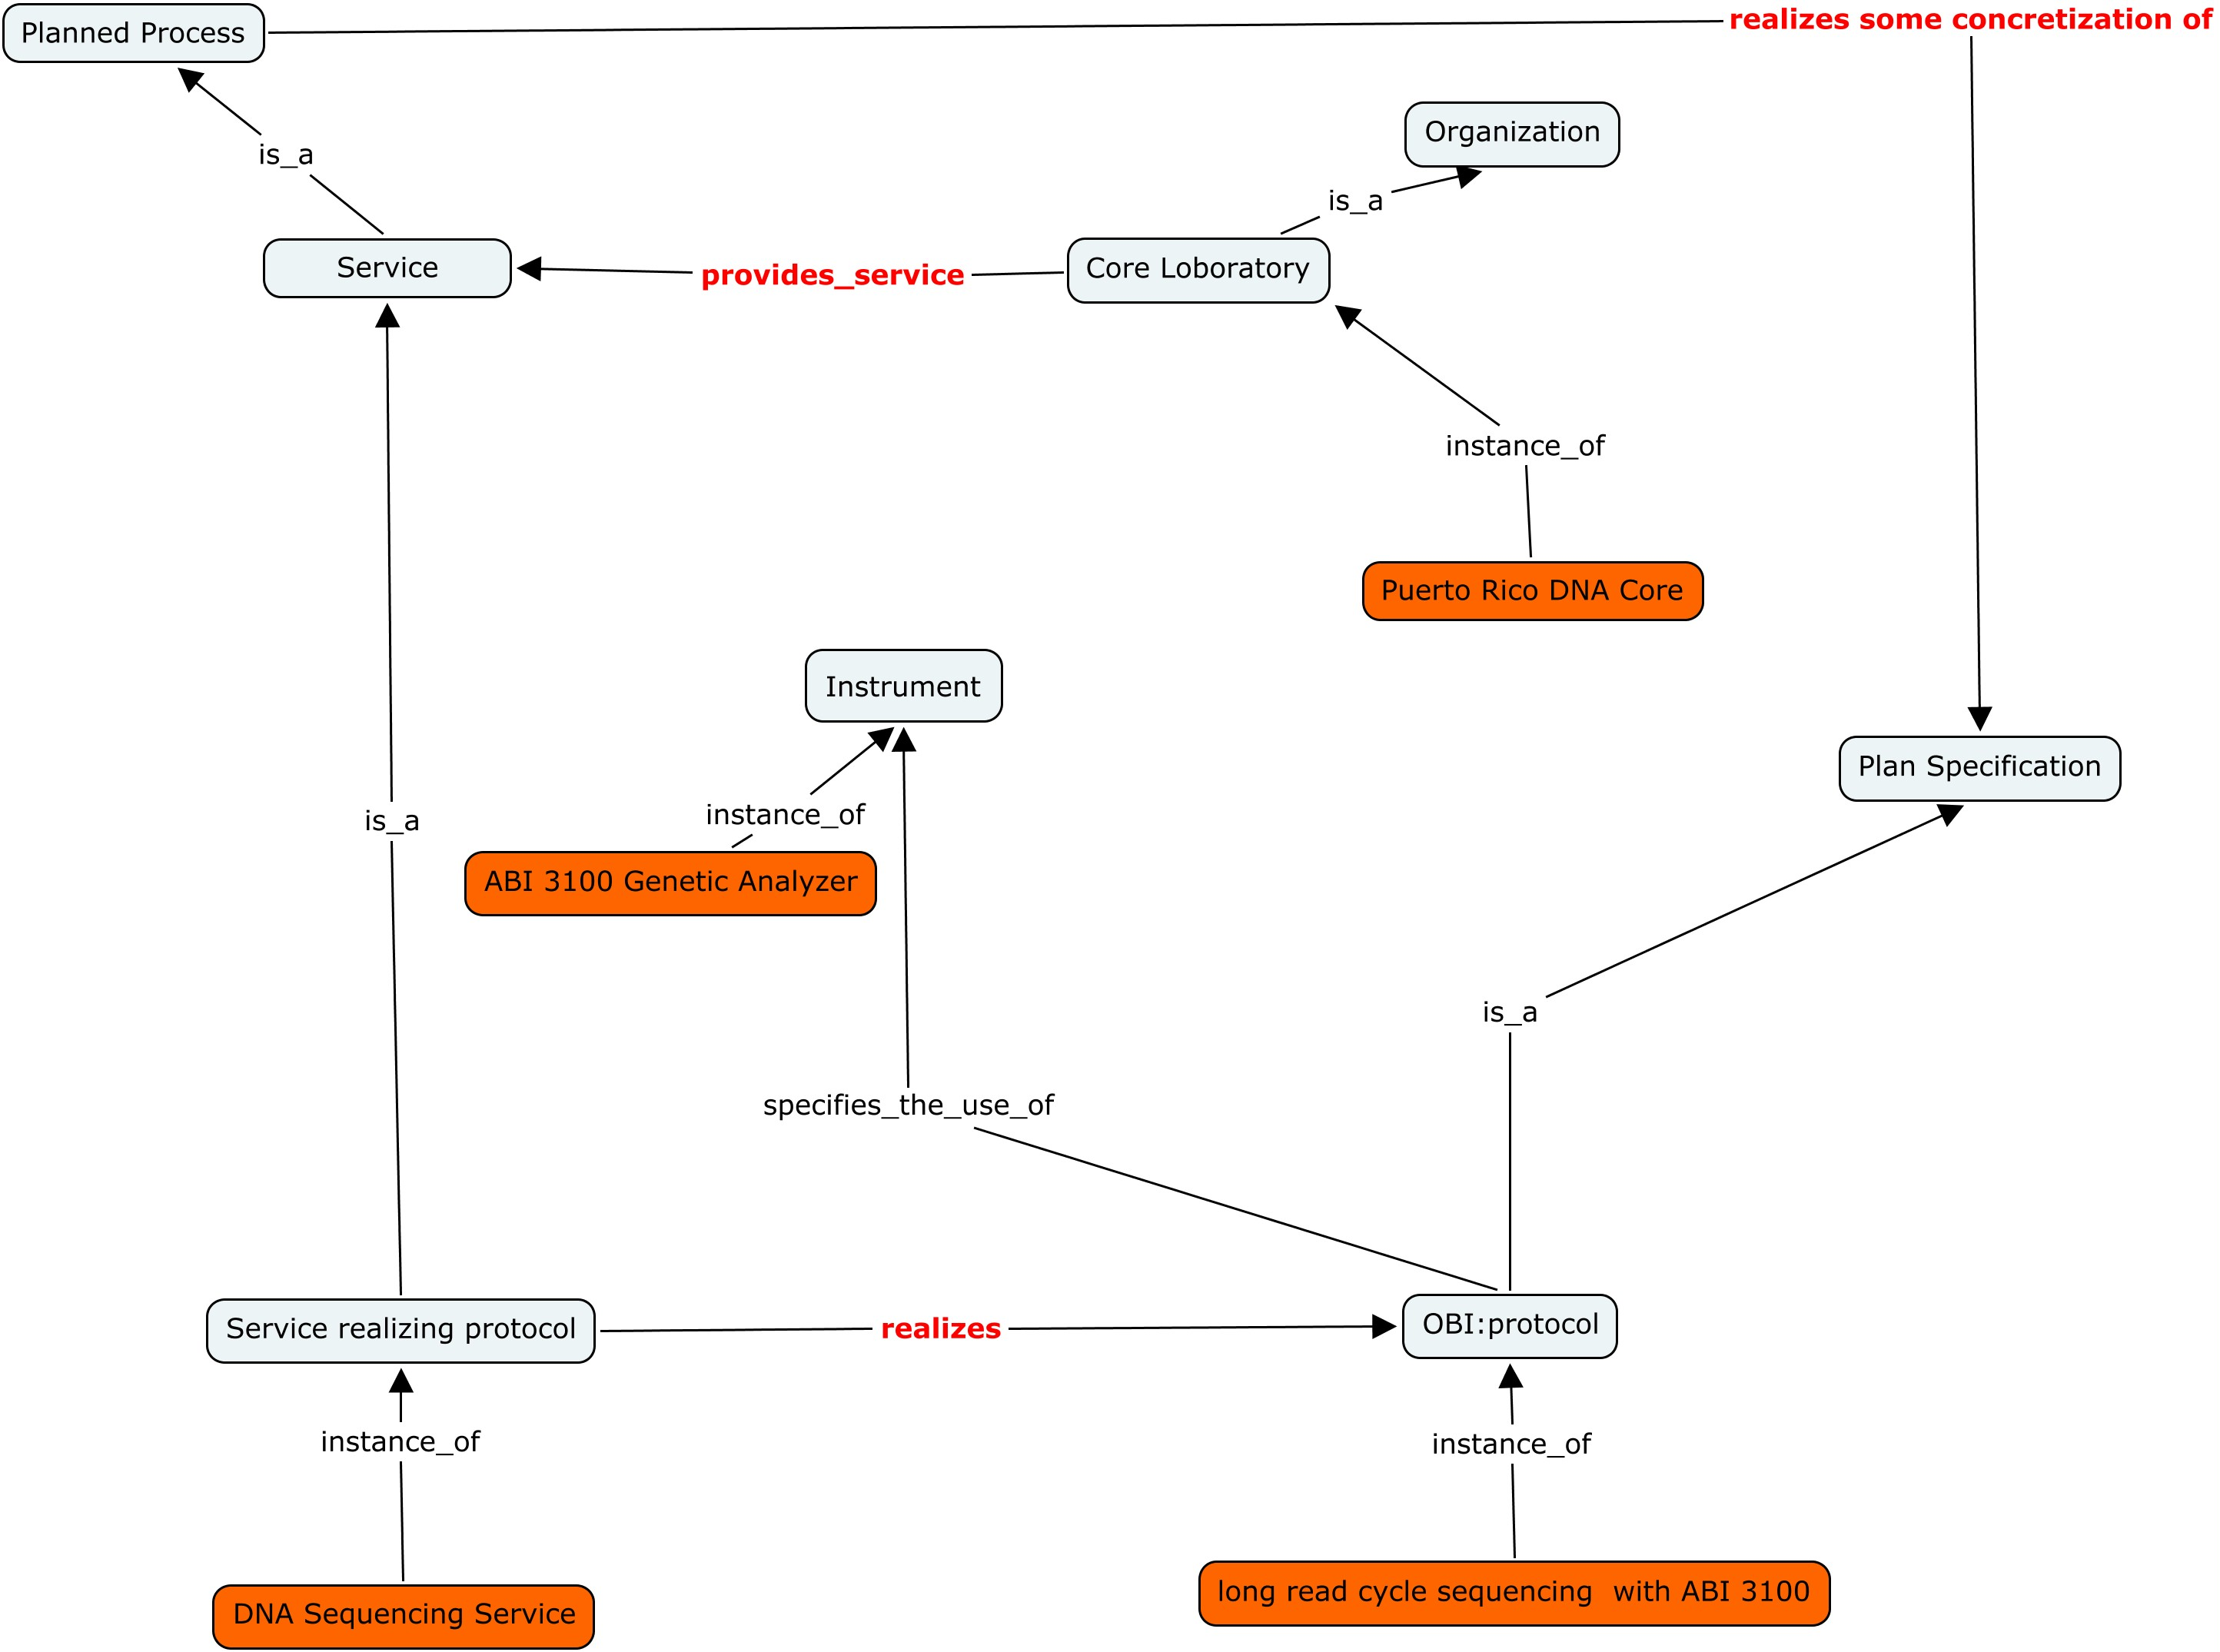 Planned Process
realizes some concretization of
Organization
is_a
is_a
Service
provides_service
Core Loboratory
instance_of
Puerto Rico DNA Core
Instrument
Plan Specification
instance_of
is_a
ABI 3100 Genetic Analyzer
is_a
specifies_the_use_of
Service realizing protocol
realizes
OBI:protocol
instance_of
instance_of
long read cycle sequencing  with ABI 3100
DNA Sequencing Service